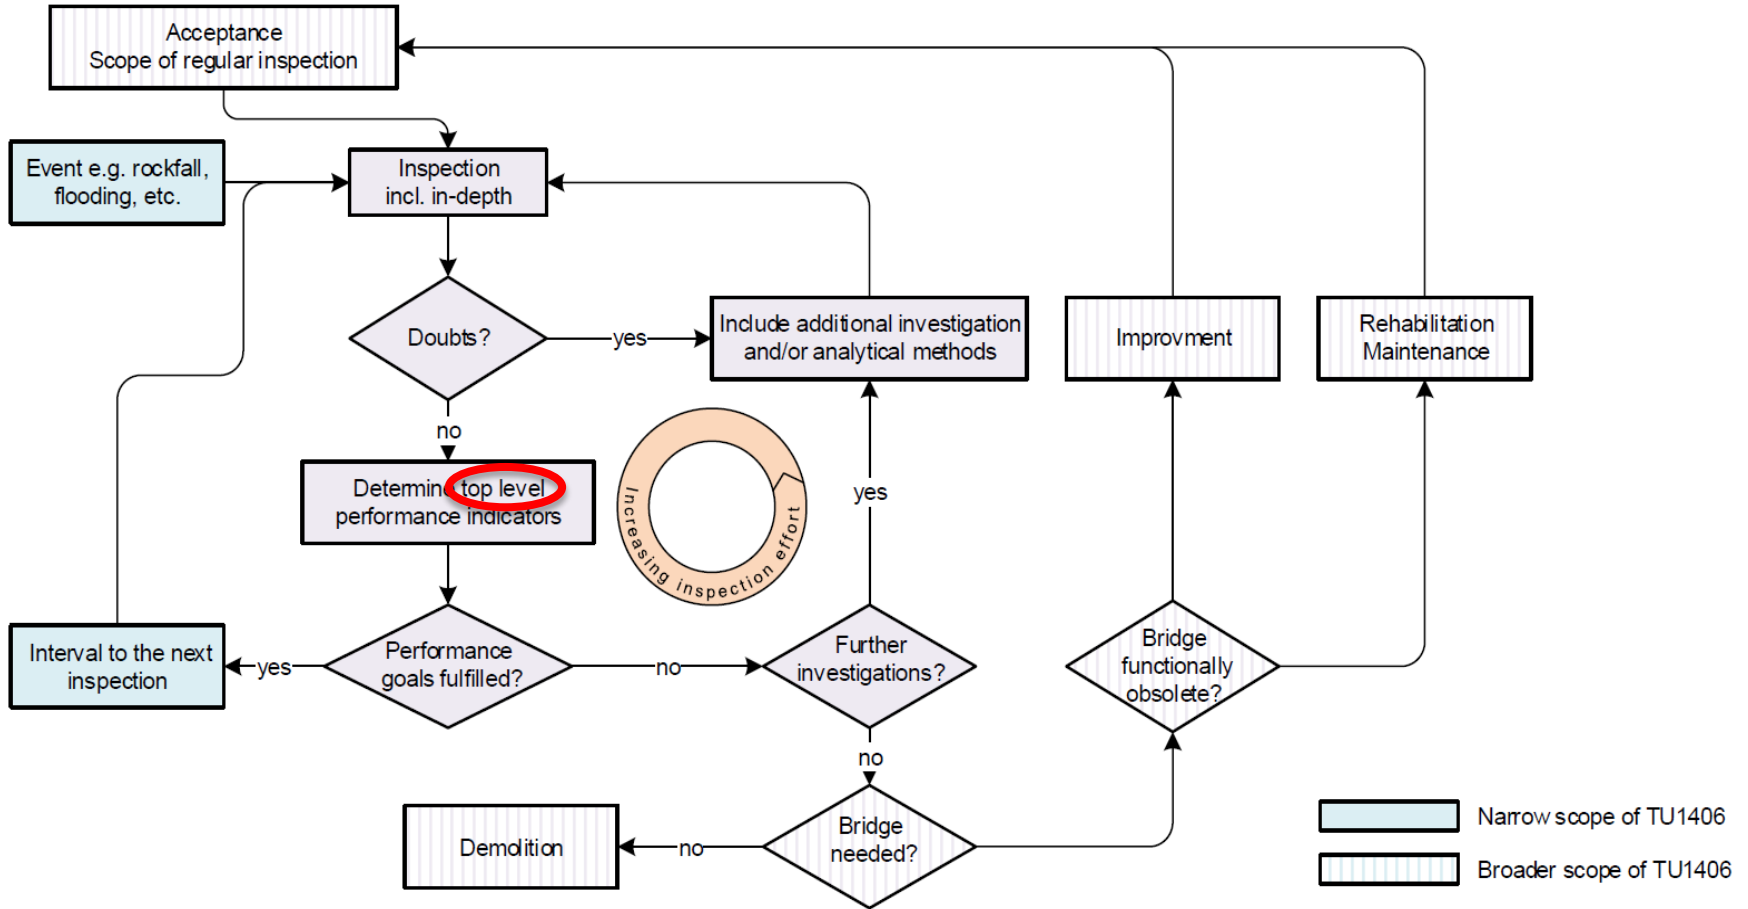 Acceptance
Scope of regular inspection
Event e.g. rockfall,
flooding, etc.
Inspection
incl. in-depth
Doubts?
yes
Include additional investigation
and/or analytical methods
Improvment
Rehabilitation
Maintenance
no
Determine top level
performance indicators
Increasing inspection effort
yes
Interval to the next
inspection
yes
Performance
goals fulfilled?
no
Further
investigations?
Bridge
functionally
obsolete?
no
Demolition
no
Bridge
needed?
Narrow scope of TU1406
Broader scope of TU1406